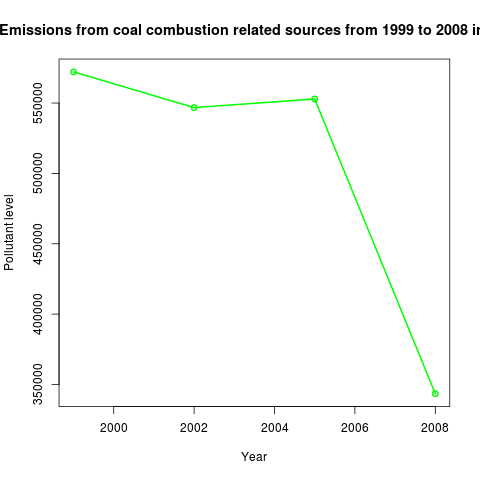 Emissions from coal combustion related sources from 1999 to 2008 in
550000
500000
450000
400000
350000
Pollutant level
2000 2002 2004 2006 2008
Year